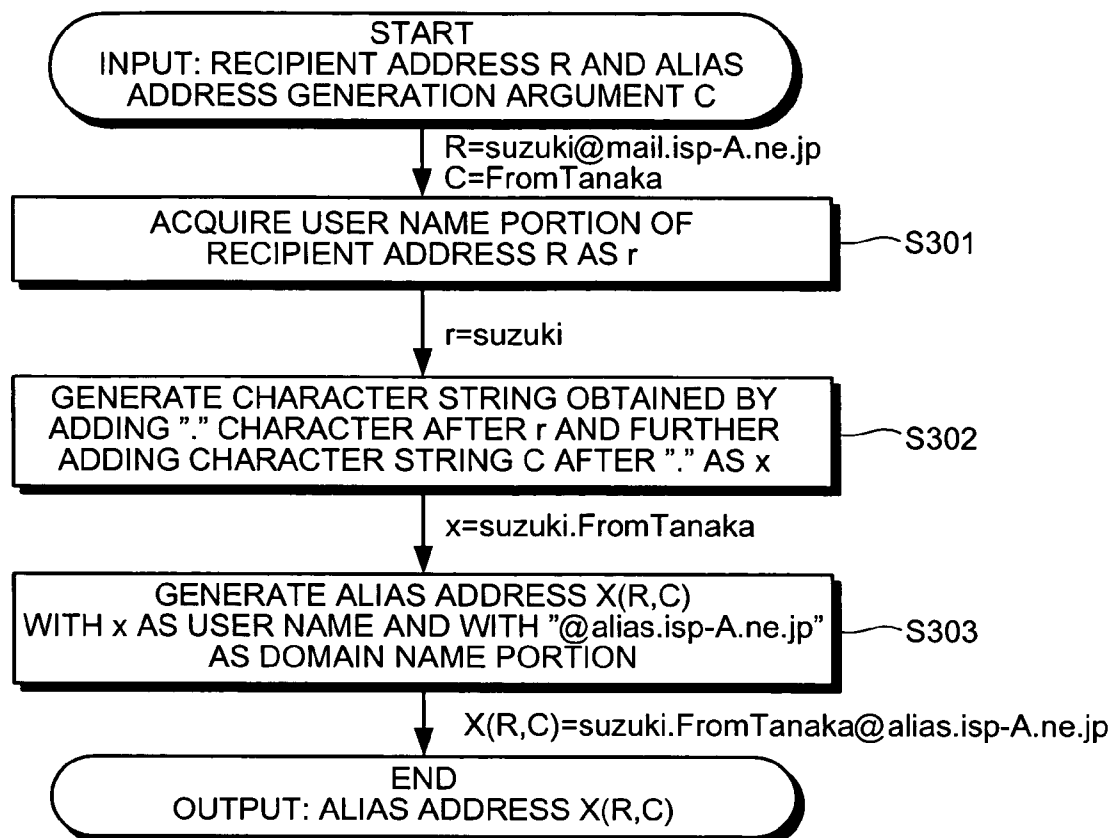 START
INPUT: RECIPIENT ADDRESS R AND ALIAS
ADDRESS GENERATION ARGUMENT C
R=suzuki@mail.isp-A.ne.jp
C=FromTanaka
ACQUIRE USER NAME PORTION OF
RECIPIENT ADDRESS R AS r
S301
r=suzuki
GENERATE CHARACTER STRING OBTAINED BY
ADDING ”.” CHARACTER AFTER r AND FURTHER
ADDING CHARACTER STRING C AFTER ”.” AS x
S302
x=suzuki.FromTanaka
GENERATE ALIAS ADDRESS X(R,C)
WITH x AS USER NAME AND WITH ”@alias.isp-A.ne.jp”
AS DOMAIN NAME PORTION
S303
X(R,C)=suzuki.FromTanaka@alias.isp-A.ne.jp
END
OUTPUT: ALIAS ADDRESS X(R,C)